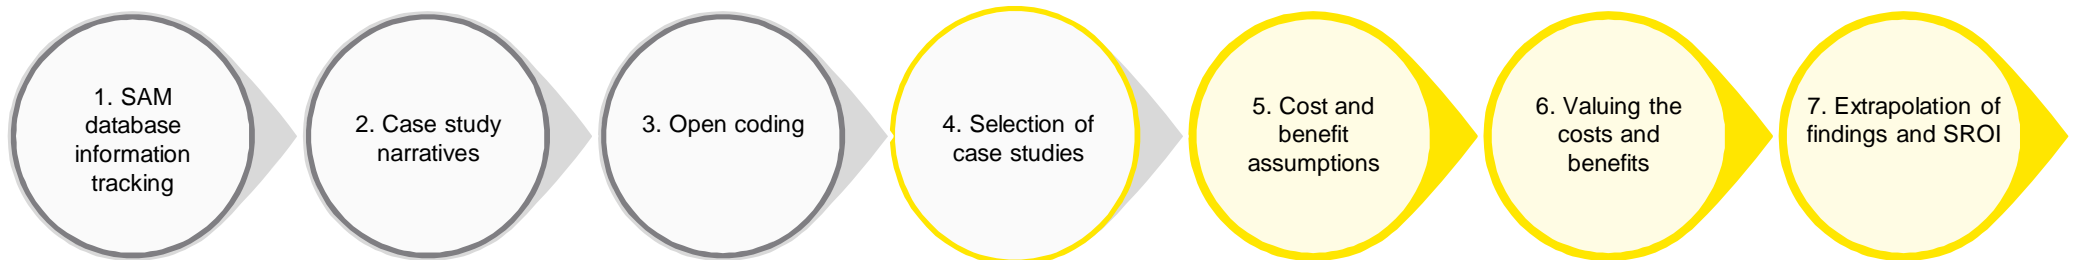 1. SAM
database
information
tracking
2. Case study
narratives
3. Open coding
4. Selection of
case studies
5. Cost and
benefit
assumptions
6. Valuing the
costs and
benefits
7. Extrapolation of
findings and SROI